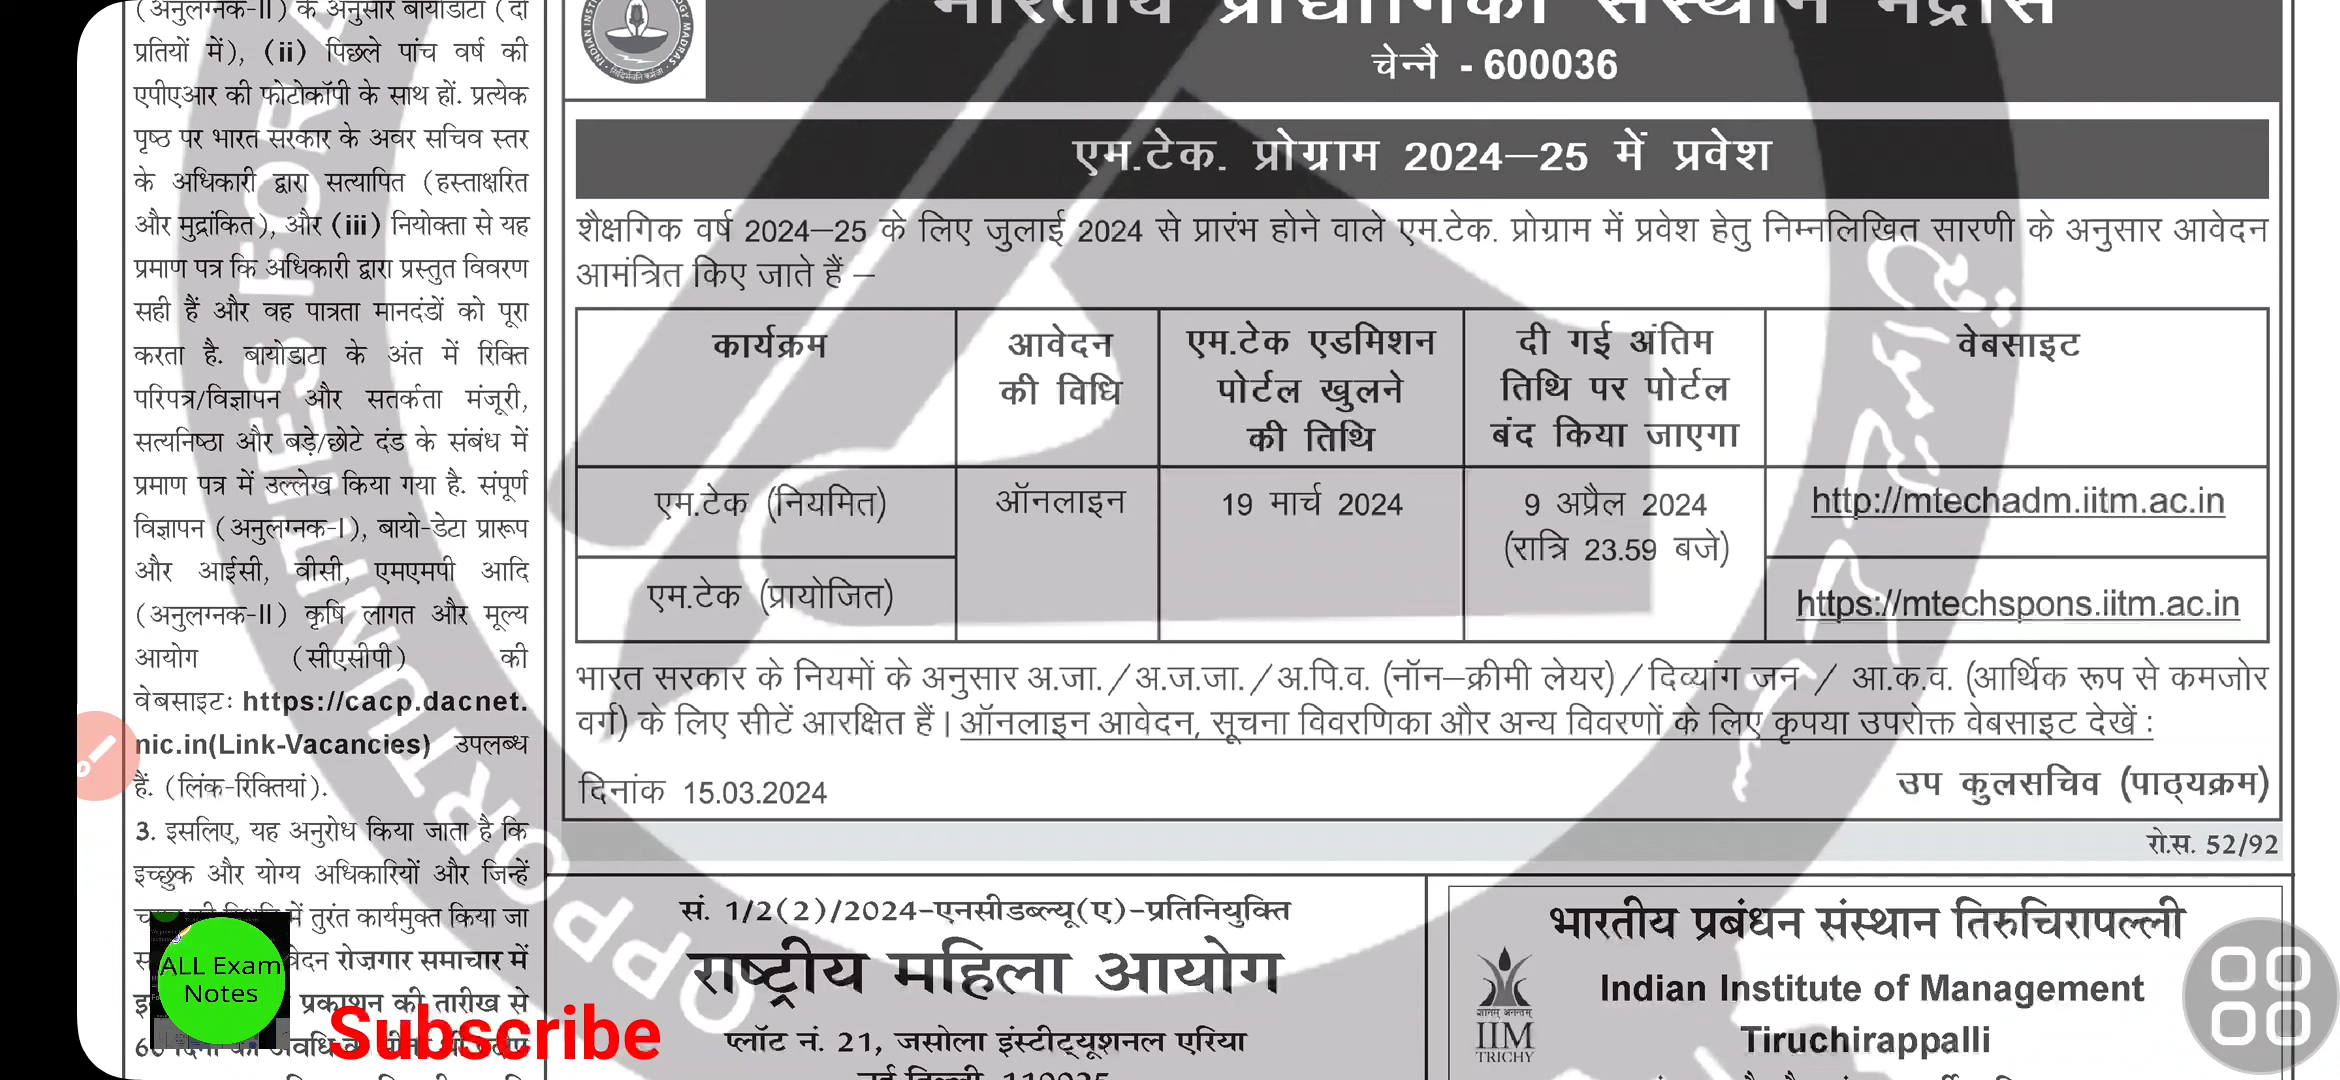 (अनुलग्नक-II) के अनुसार बायोडाटा (दो
प्रतियों में), (ii) पिछले पांच वर्ष की
एपीएआर की फोटोकॉपी के साथ हों. प्रत्येक
पृष्ठ पर भारत सरकार के अवर सचिव स्तर
के अधिकारी द्वारा सत्यापित (हस्ताक्षरित
और मुद्रांकित), और (iii) नियोक्ता से यह
प्रमाण पत्र कि अधिकारी द्वारा प्रस्तुत विवरण
सही हैं और वह पात्रता मानदंडों को पूरा
करता है. बायोडाटा के अंत में रिक्ति
परिपत्र/विज्ञापन और सतर्कता मंजूरी,
सत्यनिष्ठा और बड़े/छोटे दंड के संबंध में
प्रमाण पत्र में उल्लेख किया गया है. संपूर्ण
विज्ञापन (अनुलग्नक-I), बायो-डेटा प्रारूप
और आईसी, वीसी, एमएमपी आदि
(अनुलग्नक-II) कृषि लागत और मूल्य
आयोग (सीएसीपी) की
वेबसाइटः https://cacp.dacnet.
nic.in(Link-Vacancies) उपलब्ध
हैं. (लिंक-रिक्तियां).
3. इसलिए, यह अनुरोध किया जाता है कि
इच्छुक और योग्य अधिकारियों और जिन्हें
में तुरंत कार्यमुक्त किया जा
रोज़गार समाचार में
प्रकाशन की तारीख से
ALL Exam
Notes
Subscribe
भारतीय प्रौद्योगिकी संस्थान मद्रास
चेन्नै - 600036
एम.टेक. प्रोग्राम 2024–25 में प्रवेश
शैक्षगिक वर्ष 2024–25 के लिए जुलाई 2024 से प्रारंभ होने वाले एम.टेक. प्रोग्राम में प्रवेश हेतु निम्नलिखित सारणी के अनुसार आवेदन
आमंत्रित किए जाते हैं –
कार्यक्रम
आवेदन
की विधि
एम.टेक एडमिशन
पोर्टल खुलने
की तिथि
दी गई अंतिम
तिथि पर पोर्टल
बंद किया जाएगा
वेबसाइट
एम.टेक (नियमित)
ऑनलाइन
19 मार्च 2024
9 अप्रैल 2024
(रात्रि 23.59 बजे)
http://mtechadm.iitm.ac.in
एम.टेक (प्रायोजित)
https://mtechspons.iitm.ac.in
भारत सरकार के नियमों के अनुसार अ.जा./अ.ज.जा./अ.पि.व. (नॉन–क्रीमी लेयर)/दिव्यांग जन/ आ.क.व. (आर्थिक रूप से कमजोर
वर्ग) के लिए सीटें आरक्षित हैं। ऑनलाइन आवेदन, सूचना विवरणिका और अन्य विवरणों के लिए कृपया उपरोक्त वेबसाइट देखें :
दिनांक 15.03.2024
उप कुलसचिव (पाठ्यक्रम)
रो.स. 52/92
सं. 1/2(2)/2024-एनसीडब्ल्यू(ए)-प्रतिनियुक्ति
राष्ट्रीय महिला आयोग
प्लॉट नं. 21, जसोला इंस्टीट्यूशनल एरिया
भारतीय प्रबंधन संस्थान तिरुचिरापल्ली
Indian Institute of Management
Tiruchirappalli
IIM
TRICHY